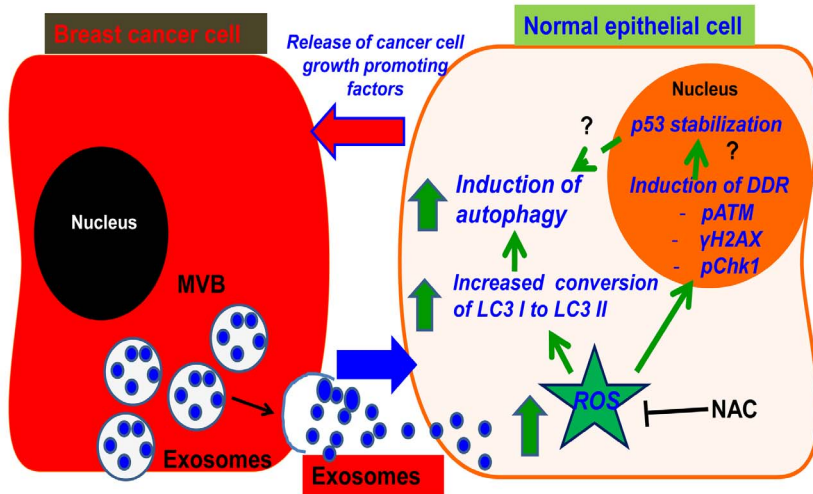 Breast cancer cell
Normal epithelial cell
Release of cancer cell
growth promoting
factors
Nucleus
p53 stabilization
?
?
Induction of DDR
- pATM
- γH2AX
- pChk1
Induction of
autophagy
Increased conversion
of LC3 I to LC3 II
Nucleus
MVB
ROS
NAC
Exosomes
Exosomes